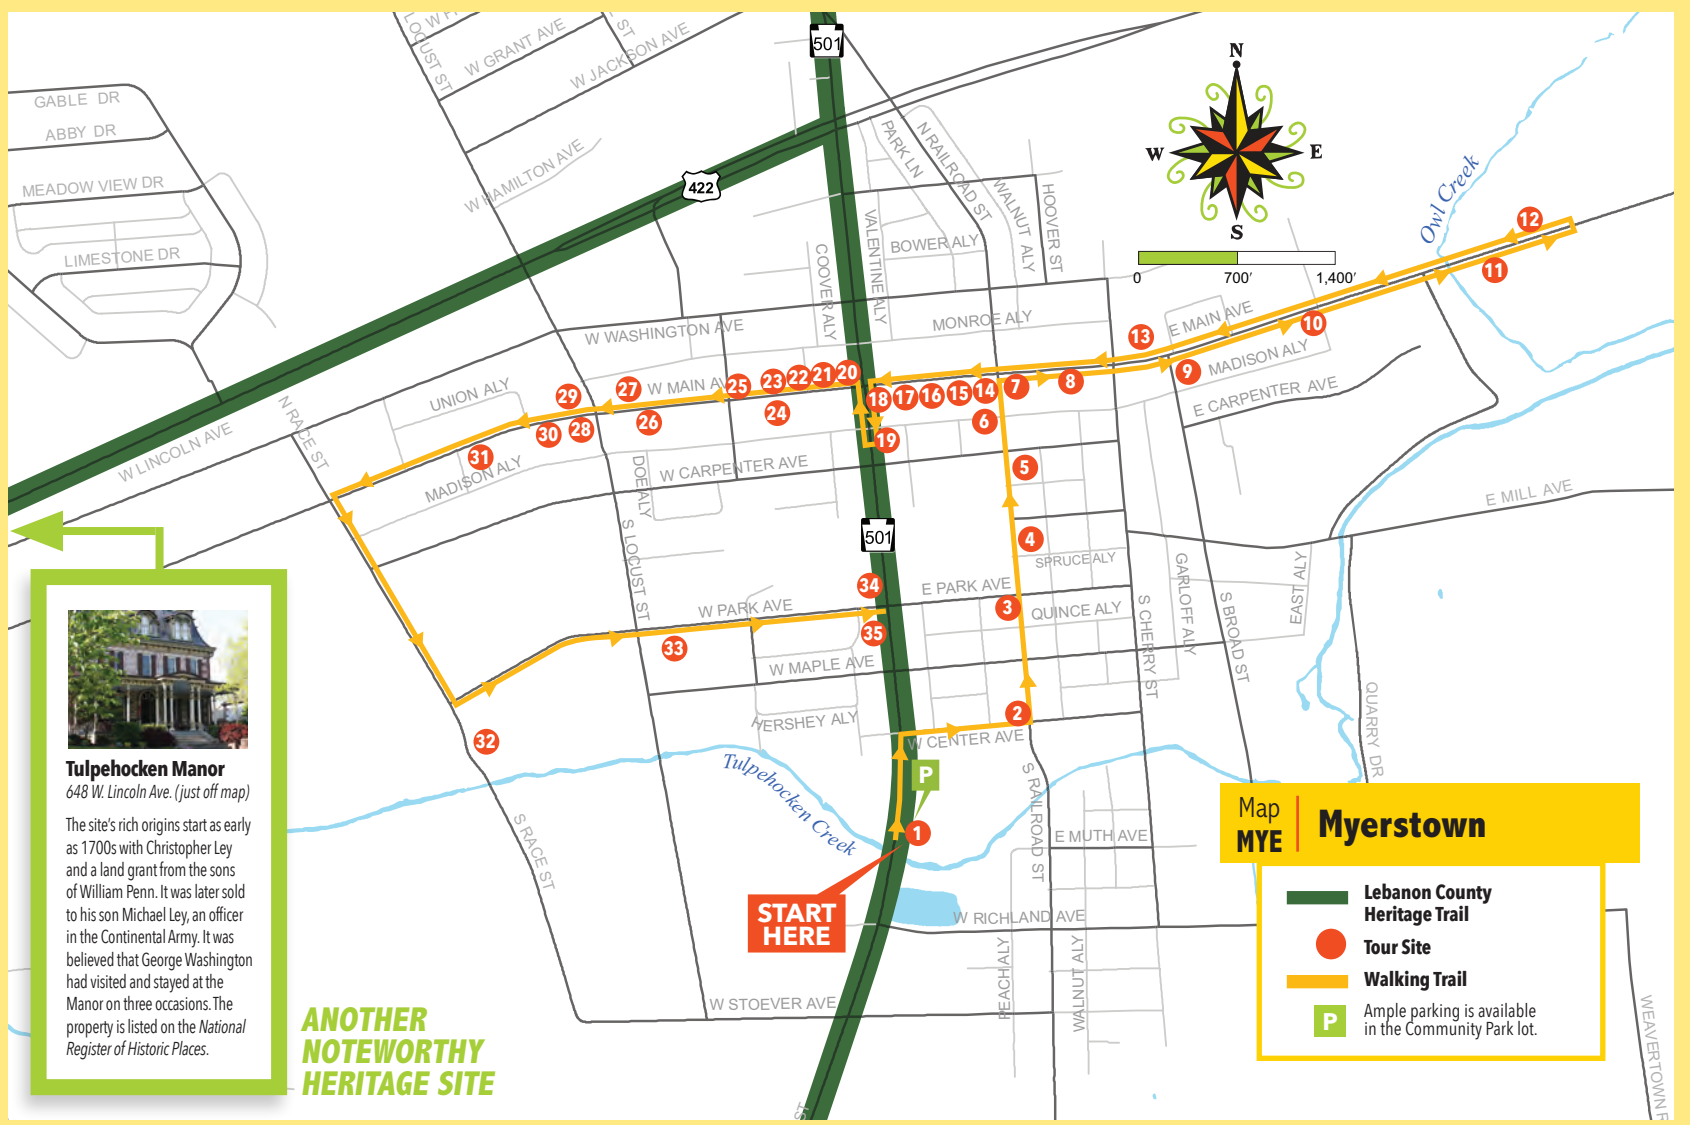 501
LOCUST ST
W GRANT AVE
ST
W JACKSON AVE
GABLE DR
ABBY DR
MEADOW VIEW DR
LIMESTONE DR
W HAMILTON AVE
422
PARK LN
N RAILROAD ST
WALNUT ALY
HOOVER ST
VALENTINE ALY
BOWER ALY
COOVER ALY
MONROE ALY
W WASHINGTON AVE
N
W
E
S
0
700'
1,400'
Owl Creek
12
11
10
13
E MAIN AVE
MADISON ALY
9
E CARPENTER AVE
8
7
UNION ALY
29
27
W MAIN AVE
25
23
22
21
20
18
17
16
15
14
6
24
26
28
30
31
19
5
W LINCOLN AVE
N RACE ST
MADISON ALY
DOE ALY
W CARPENTER AVE
E MILL AVE
501
4
SPRUCE ALY
S LOCUST ST
34
E PARK AVE
3
QUINCE ALY
GARLOFF ALY
EAST ALY
S BROAD ST
S CHERRY ST
W PARK AVE
33
35
W MAPLE AVE
HERSHEY ALY
2
W CENTER AVE
QUARRY DR
32
Tulpehocken Creek
P
1
S RAILROAD ST
E MUTH AVE
S RACE ST
START
HERE
W RICHLAND AVE
PEACH ALY
WALNUT ALY
W STOEVER AVE
ST
WEAVERTOWN R
Tulpehocken Manor
648 W. Lincoln Ave. (just off map)
The site's rich origins start as early
as 1700s with Christopher Ley
and a land grant from the sons
of William Penn. It was later sold
to his son Michael Ley, an officer
in the Continental Army. It was
believed that George Washington
had visited and stayed at the
Manor on three occasions. The
property is listed on the National
Register of Historic Places.
ANOTHER
NOTEWORTHY
HERITAGE SITE
Map
MYE
Myerstown
Lebanon County
Heritage Trail
Tour Site
Walking Trail
P
Ample parking is available
in the Community Park lot.